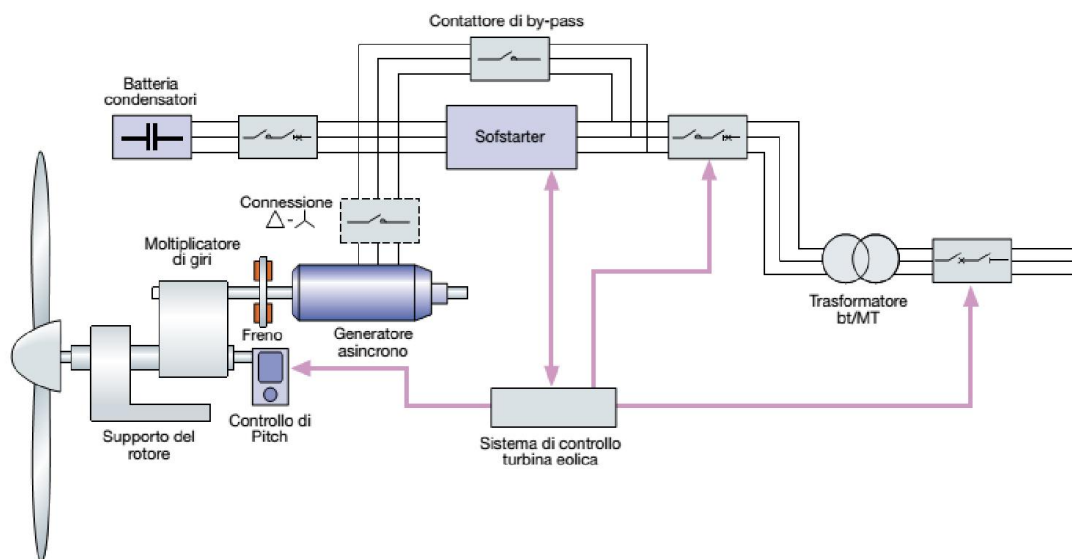 Contattore di by-pass
Batteria
condensatori
Sofstarter
Connessione
△-⅄
Moltiplicatore
di giri
Freno
Generatore
asincrono
Trasformatore
bt/MT
Controllo di
Pitch
Supporto del
rotore
Sistema di controllo
turbina eolica